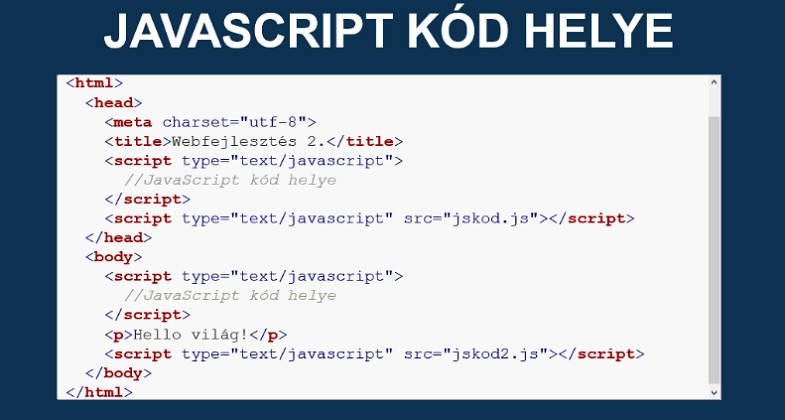 JAVASCRIPT KÓD HELYE
<html>
<head>
<meta charset="utf-8">
<title>Webfejlesztés 2.</title>
<script type="text/javascript">
//JavaScript kód helye
</script>
<script type="text/javascript" src="jskod.js"></script>
</head>
<body>
<script type="text/javascript">
//JavaScript kód helye
</script>
<p>Hello világ!</p>
<script type="text/javascript" src="jskod2.js"></script>
</body>
</html>